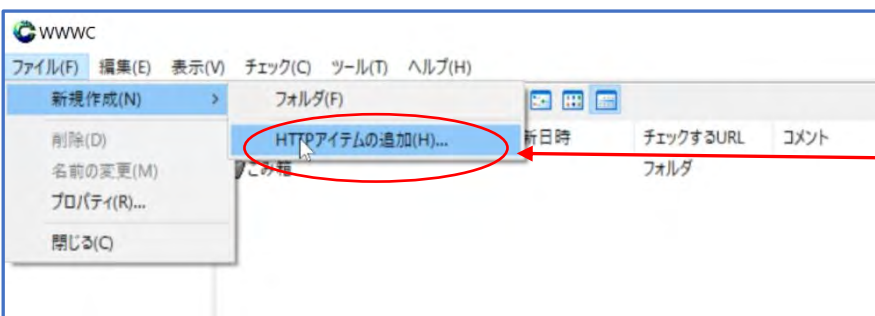 WWWC
ファイル(F) 編集(E) 表示(V) チェック(C) ツール(T) ヘルプ(H)
新規作成(N) >
フォルダ(F)
HTTPアイテムの追加(H)...
削除(D)
名前の変更(M)
プロパティ(R)...
閉じる(C)
新日時 チェックするURL コメント
ごみ箱 フォルダ